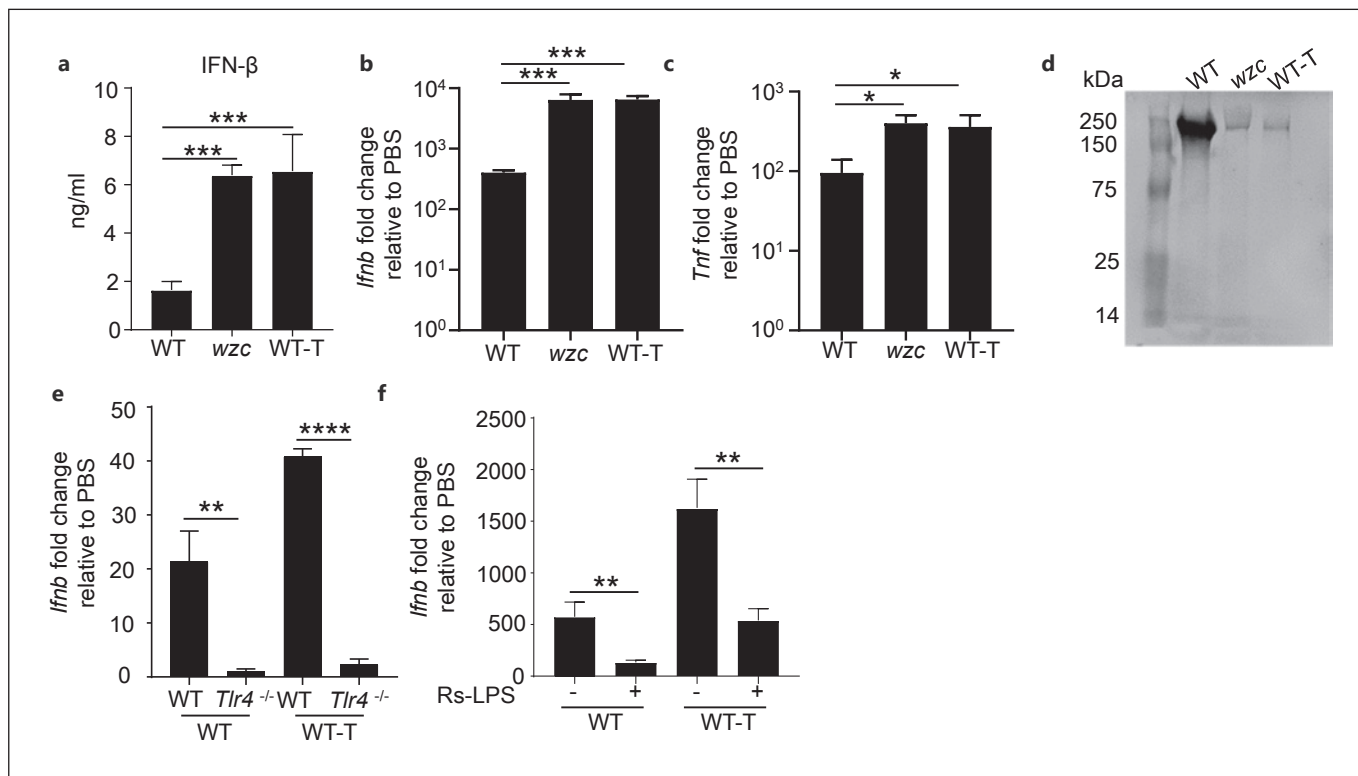 a
IFN-β
***
***
ng/ml
10
8
6
4
2
0
WT wzc WT-T
b
***
***
Ifnb fold change
relative to PBS
10⁴
10³
10²
10¹
10⁰
WT wzc WT-T
c
*
*
Tnf fold change
relative to PBS
10³
10²
10¹
10⁰
WT wzc WT-T
d
kDa WT wzc WT-T
250
150
75
25
14
e
**
****
Ifnb fold change
relative to PBS
50
40
30
20
10
0
WT Tlr4 -/- WT Tlr4 -/-
WT WT-T
f
**
**
Ifnb fold change
relative to PBS
2500
2000
1500
1000
500
0
Rs-LPS - + - +
WT WT-T